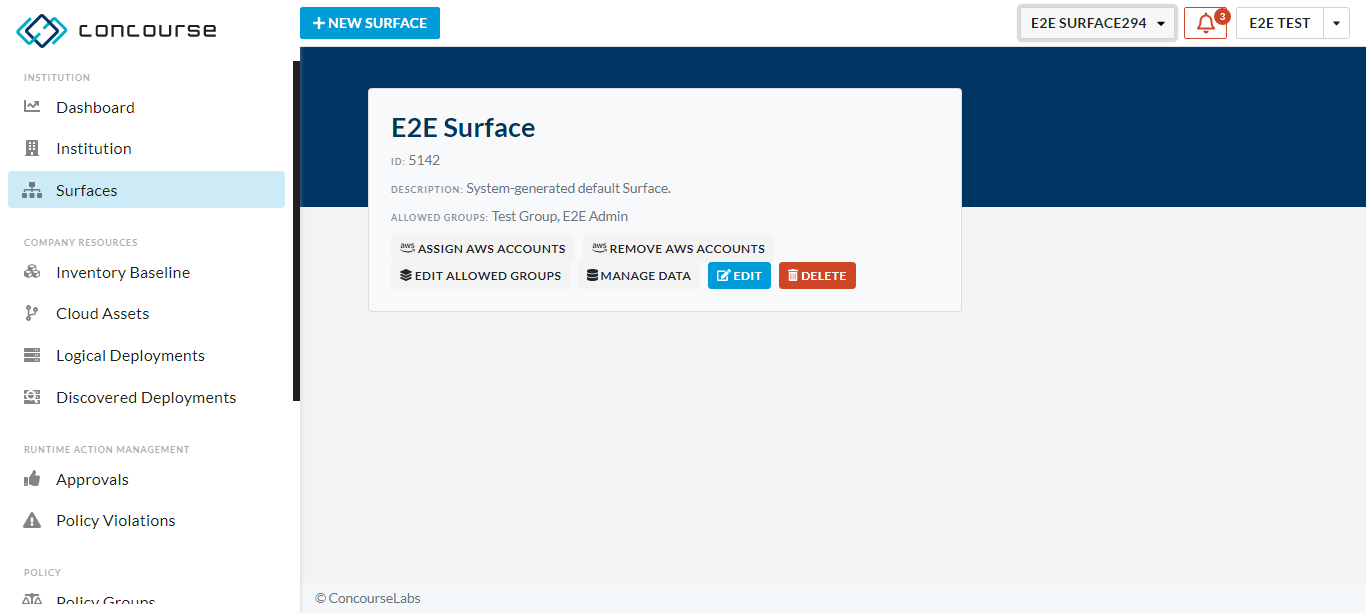 concourse
NEW SURFACE
E2E SURFACE294
3
E2E TEST
INSTITUTION
Dashboard
Institution
Surfaces
COMPANY RESOURCES
Inventory Baseline
Cloud Assets
Logical Deployments
Discovered Deployments
RUNTIME ACTION MANAGEMENT
Approvals
Policy Violations
POLICY
Policy Groups
E2E Surface
ID: 5142
DESCRIPTION: System-generated default Surface.
ALLOWED GROUPS: Test Group, E2E Admin
aws ASSIGN AWS ACCOUNTS aws REMOVE AWS ACCOUNTS
EDIT ALLOWED GROUPS MANAGE DATA EDIT DELETE
© ConcourseLabs